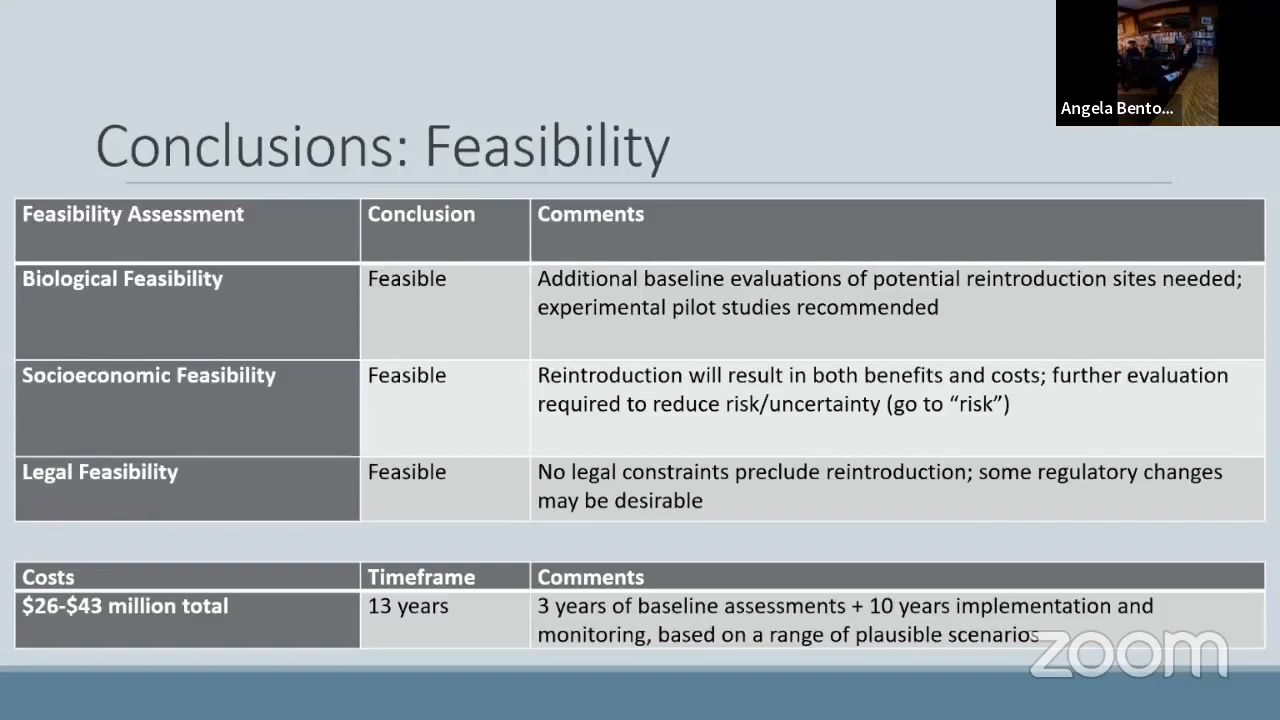 Angela Bento...
Conclusions: Feasibility
Feasibility Assessment
Conclusion
Comments
Biological Feasibility
Feasible
Additional baseline evaluations of potential reintroduction sites needed;
experimental pilot studies recommended
Socioeconomic Feasibility
Feasible
Reintroduction will result in both benefits and costs; further evaluation
required to reduce risk/uncertainty (go to “risk”)
Legal Feasibility
Feasible
No legal constraints preclude reintroduction; some regulatory changes
may be desirable
Costs
Timeframe
Comments
$26-$43 million total
13 years
3 years of baseline assessments + 10 years implementation and
monitoring, based on a range of plausible scenarios
zoom